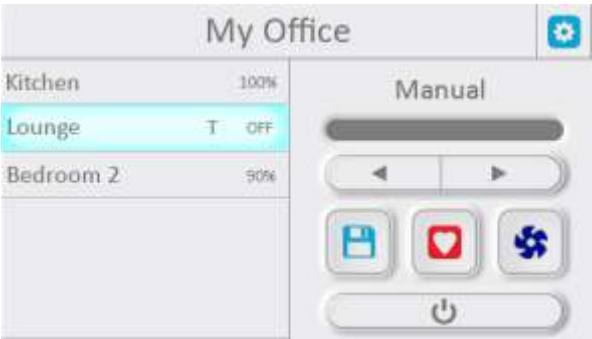 My Office
Kitchen 100%
Manual
Lounge T OFF
Bedroom 2 90%